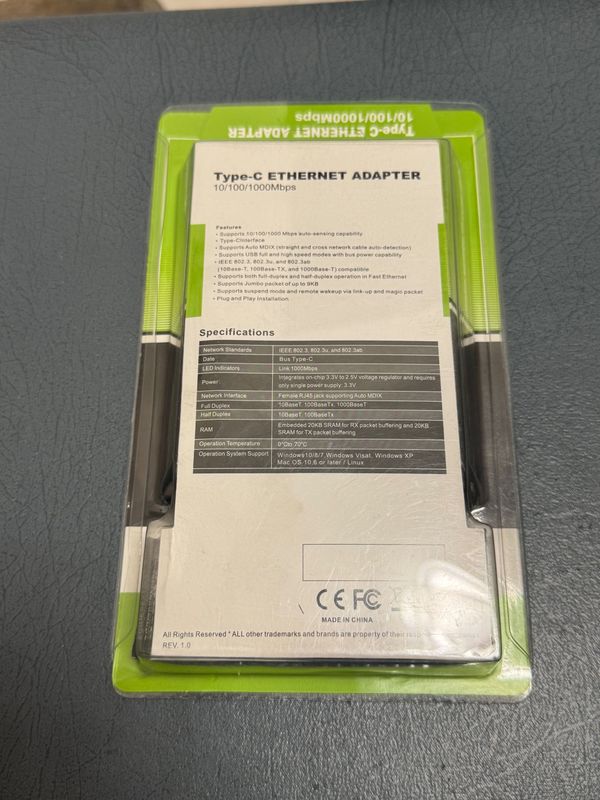 Type-C ETHERNET ADAPTER
10/100/1000Mbps
Type-C ETHERNET ADAPTER
10/100/1000Mbps
Features
• Supports 10/100/1000 Mbps auto-sensing capability
• Type-CInterface
• Supports Auto MDIX (straight and cross network cable auto-detection)
• Supports USB full and high speed modes with bus power capability
• IEEE 802.3, 802.3u, and 802.3ab
(10Base-T, 100Base-TX, and 1000Base-T) compatible
• Supports both full-duplex and half-duplex operation in Fast Ethernet
• Supports Jumbo packet of up to 9KB
• Supports suspend mode and remote wakeup via link-up and magic packet
• Plug and Play Installation
Specifications
Network Standards IEEE 802.3, 802.3u, and 802.3ab
Date Bus Type-C
LED Indicators Link 1000Mbps
Power Integrates on-chip 3.3V to 2.5V voltage regulator and requires
only single power supply: 3.3V
Network Interface Female RJ45 jack supporting Auto MDIX
Full Duplex 10BaseT, 100BaseTx, 1000BaseT
Half Duplex 10BaseT, 100BaseTx
RAM Embedded 20KB SRAM for RX packet buffering and 20KB
SRAM for TX packet buffering
Operation Temperature 0°Cto 70°C
Operation System Support Windows10/8/7,Windows Visat, Windows XP
Mac OS 10.6 or later / Linux
CE FC
MADE IN CHINA
All Rights Reserved * ALL other trademarks and brands are property of their
REV. 1.0